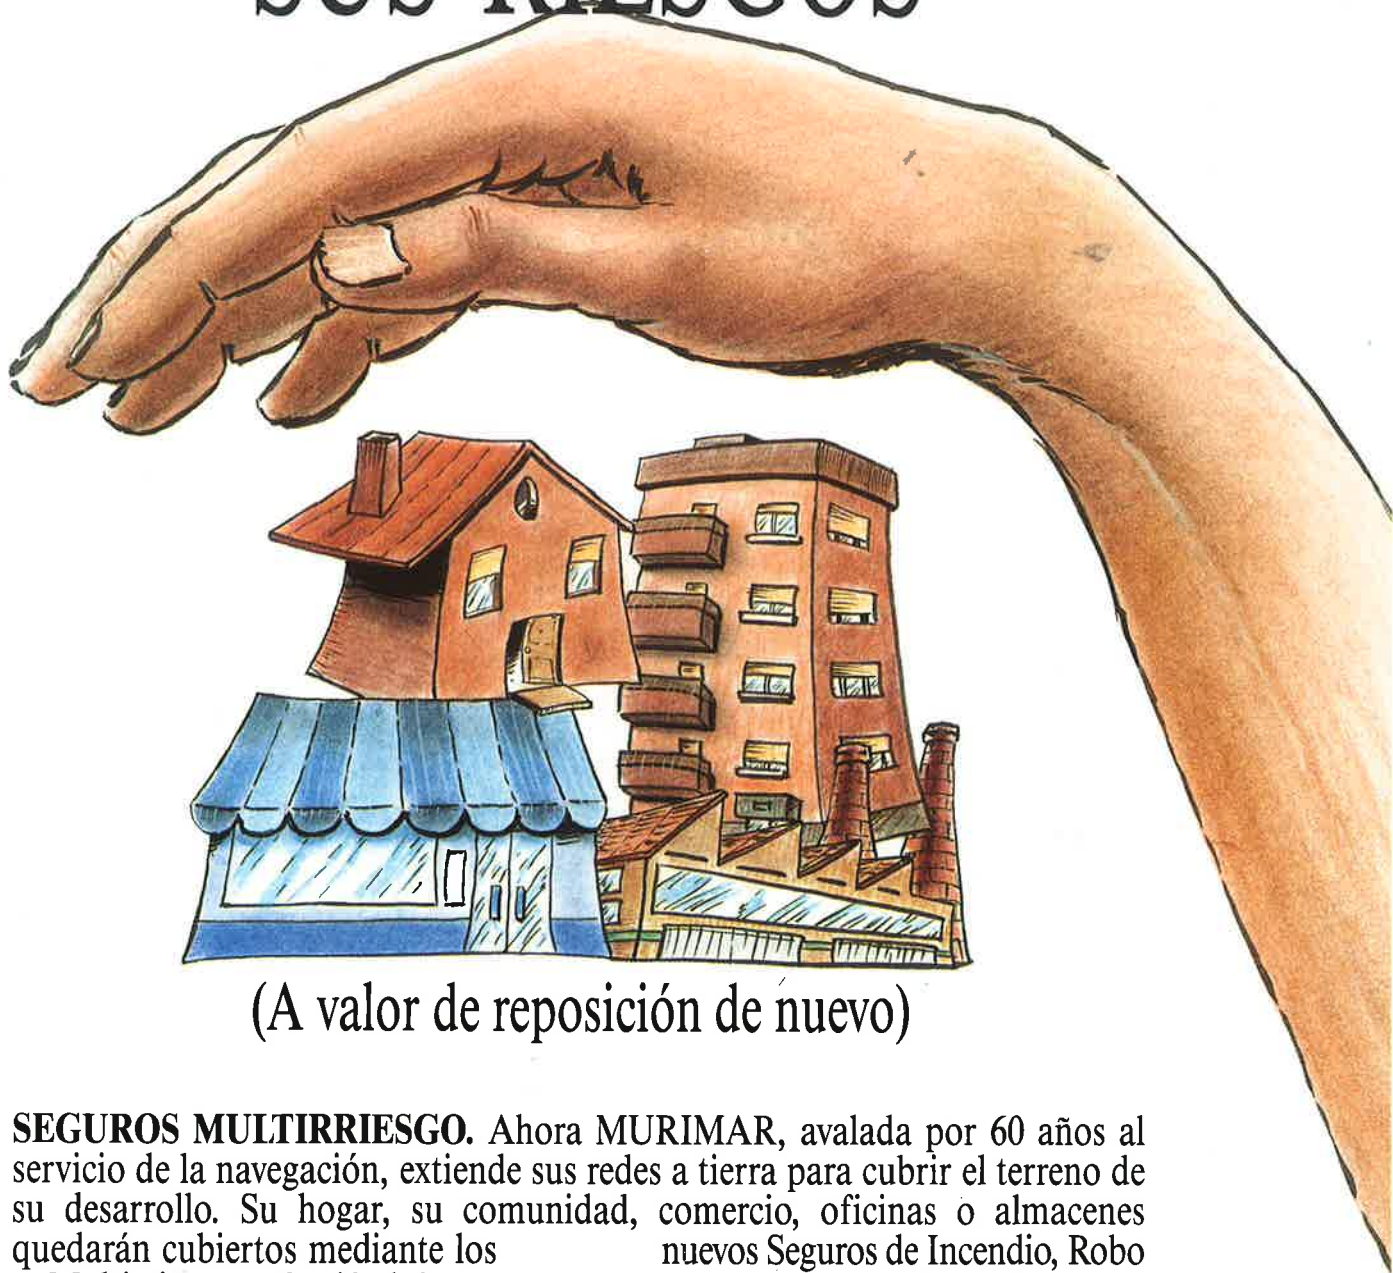 SUS RIESGOS
(A valor de reposición de nuevo)
SEGUROS MULTIRRIESGO. Ahora MURIMAR, avalada por 60 años al
servicio de la navegación, extiende sus redes a tierra para cubrir el terreno de
su desarrollo. Su hogar, su comunidad, comercio, oficinas o almacenes
quedarán cubiertos mediante los nuevos Seguros de Incendio, Robo